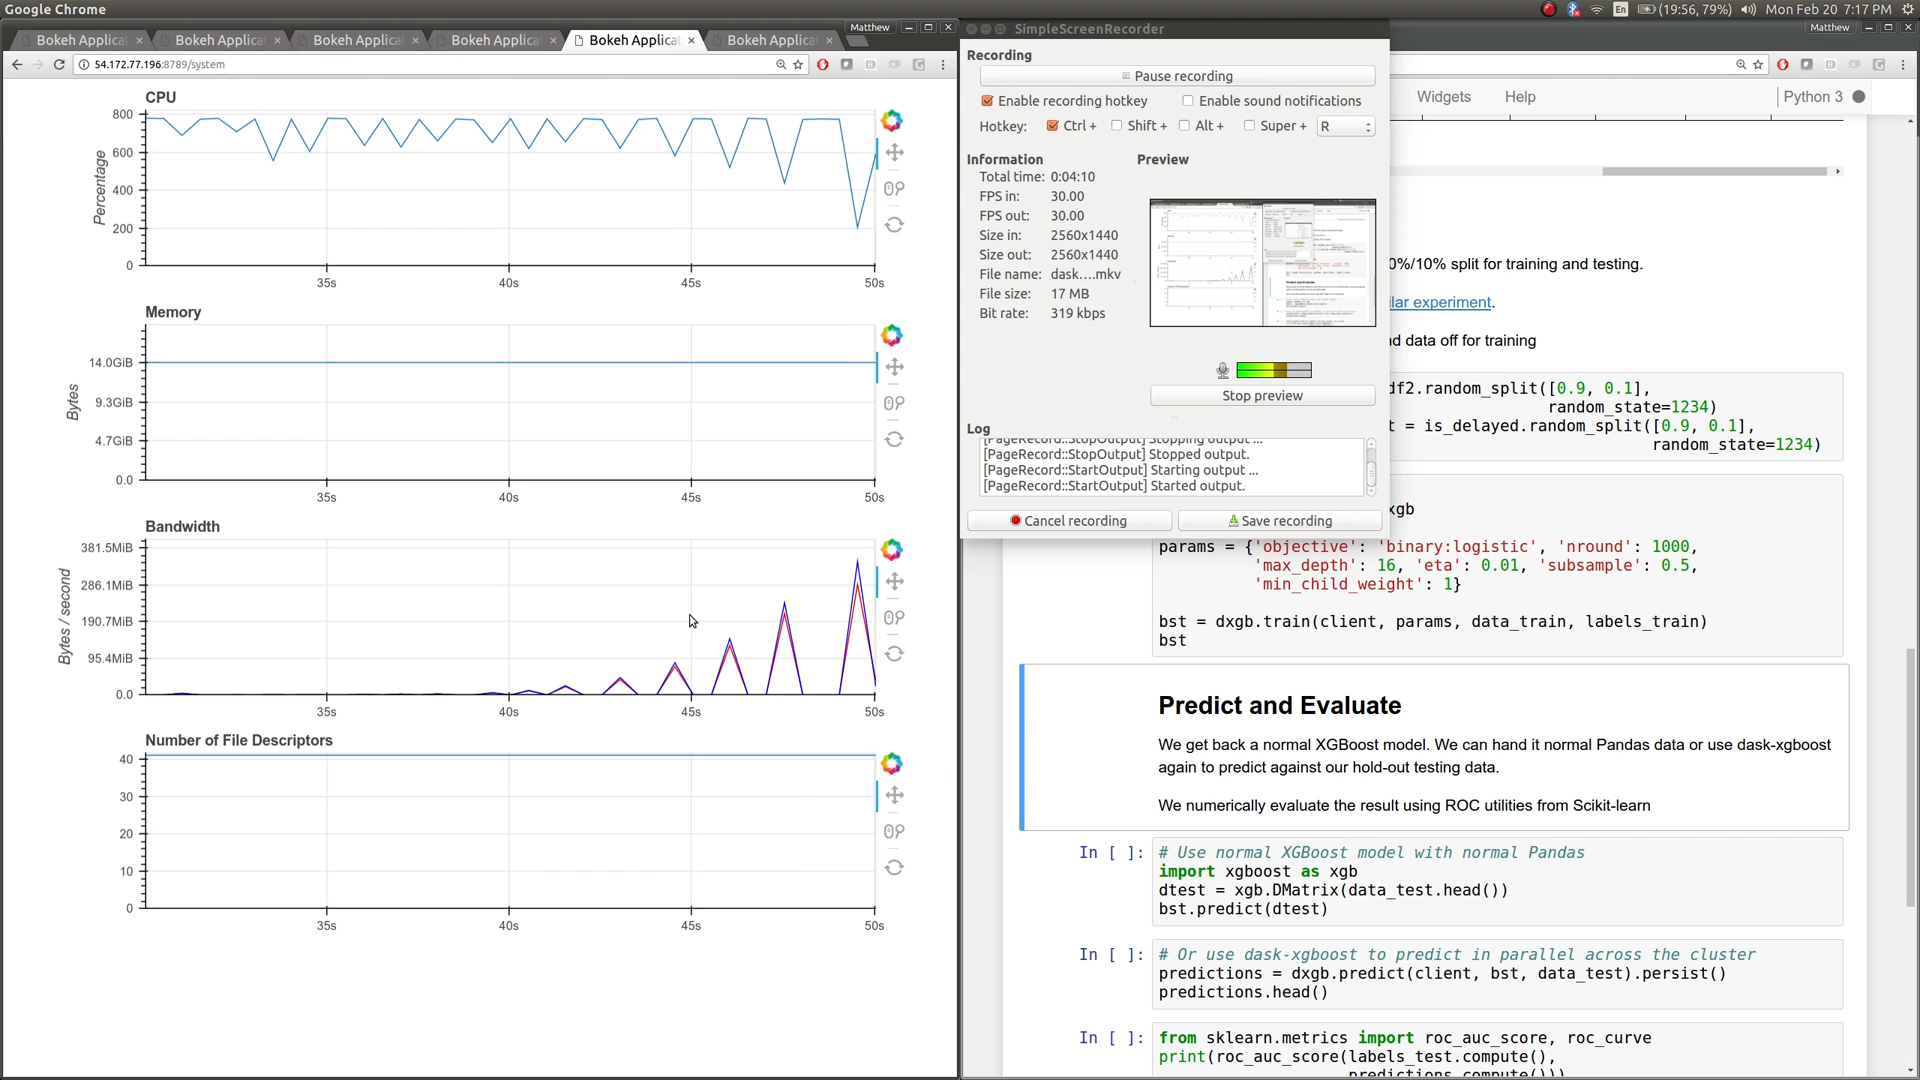 Google Chrome
En
(19:56, 79%)
Mon Feb 20 7:17 PM
Matthew
Bokeh Applicat
Bokeh Applicat
Bokeh Applicat
Bokeh Applicat
Bokeh Applicat
Bokeh Applicat
54.172.77.196:8789/system
CPU
800
600
400
200
0
Percentage
35s
40s
45s
50s
Memory
14.0GiB
9.3GiB
4.7GiB
0.0
Bytes
35s
40s
45s
50s
Bandwidth
381.5MiB
286.1MiB
190.7MiB
95.4MiB
0.0
Bytes / second
35s
40s
45s
50s
Number of File Descriptors
40
30
20
10
0
35s
40s
45s
50s
SimpleScreenRecorder
Recording
Pause recording
Enable recording hotkey
Enable sound notifications
Hotkey: Ctrl + Shift + Alt + Super + R
Information
Total time: 0:04:10
FPS in: 30.00
FPS out: 30.00
Size in: 2560x1440
Size out: 2560x1440
File name: dask....mkv
File size: 17 MB
Bit rate: 319 kbps
Preview
Stop preview
Log
[PageRecord::StopOutput] Stopping output ...
[PageRecord::StopOutput] Stopped output.
[PageRecord::StartOutput] Starting output ...
[PageRecord::StartOutput] Started output.
Cancel recording
Save recording
Matthew
Widgets
Help
Python 3
0%/10% split for training and testing.
ilar experiment.
nd data off for training
df2.random_split([0.9, 0.1],
random_state=1234)
t = is_delayed.random_split([0.9, 0.1],
random_state=1234)
xgb
params = {'objective': 'binary:logistic', 'nround': 1000,
'max_depth': 16, 'eta': 0.01, 'subsample': 0.5,
'min_child_weight': 1}
bst = dxgb.train(client, params, data_train, labels_train)
bst
Predict and Evaluate
We get back a normal XGBoost model. We can hand it normal Pandas data or use dask-xgboost
again to predict against our hold-out testing data.
We numerically evaluate the result using ROC utilities from Scikit-learn
In [ ]: # Use normal XGBoost model with normal Pandas
import xgboost as xgb
dtest = xgb.DMatrix(data_test.head())
bst.predict(dtest)
In [ ]: # Or use dask-xgboost to predict in parallel across the cluster
predictions = dxgb.predict(client, bst, data_test).persist()
predictions.head()
In [ ]: from sklearn.metrics import roc_auc_score, roc_curve
print(roc_auc_score(labels_test.compute(),
predictions.compute()))